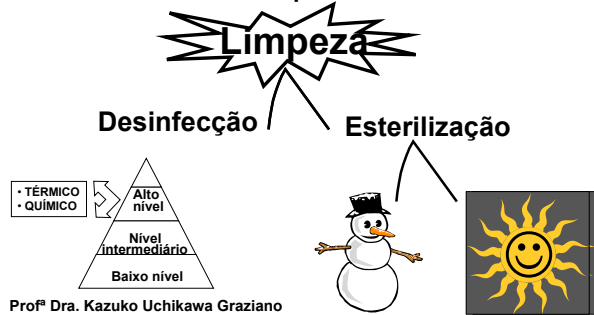 Limpeza
Desinfecção
Esterilização
• TÉRMICO
• QUÍMICO
Alto
nível
Nível
intermediário
Baixo nível
Profª Dra. Kazuko Uchikawa Graziano